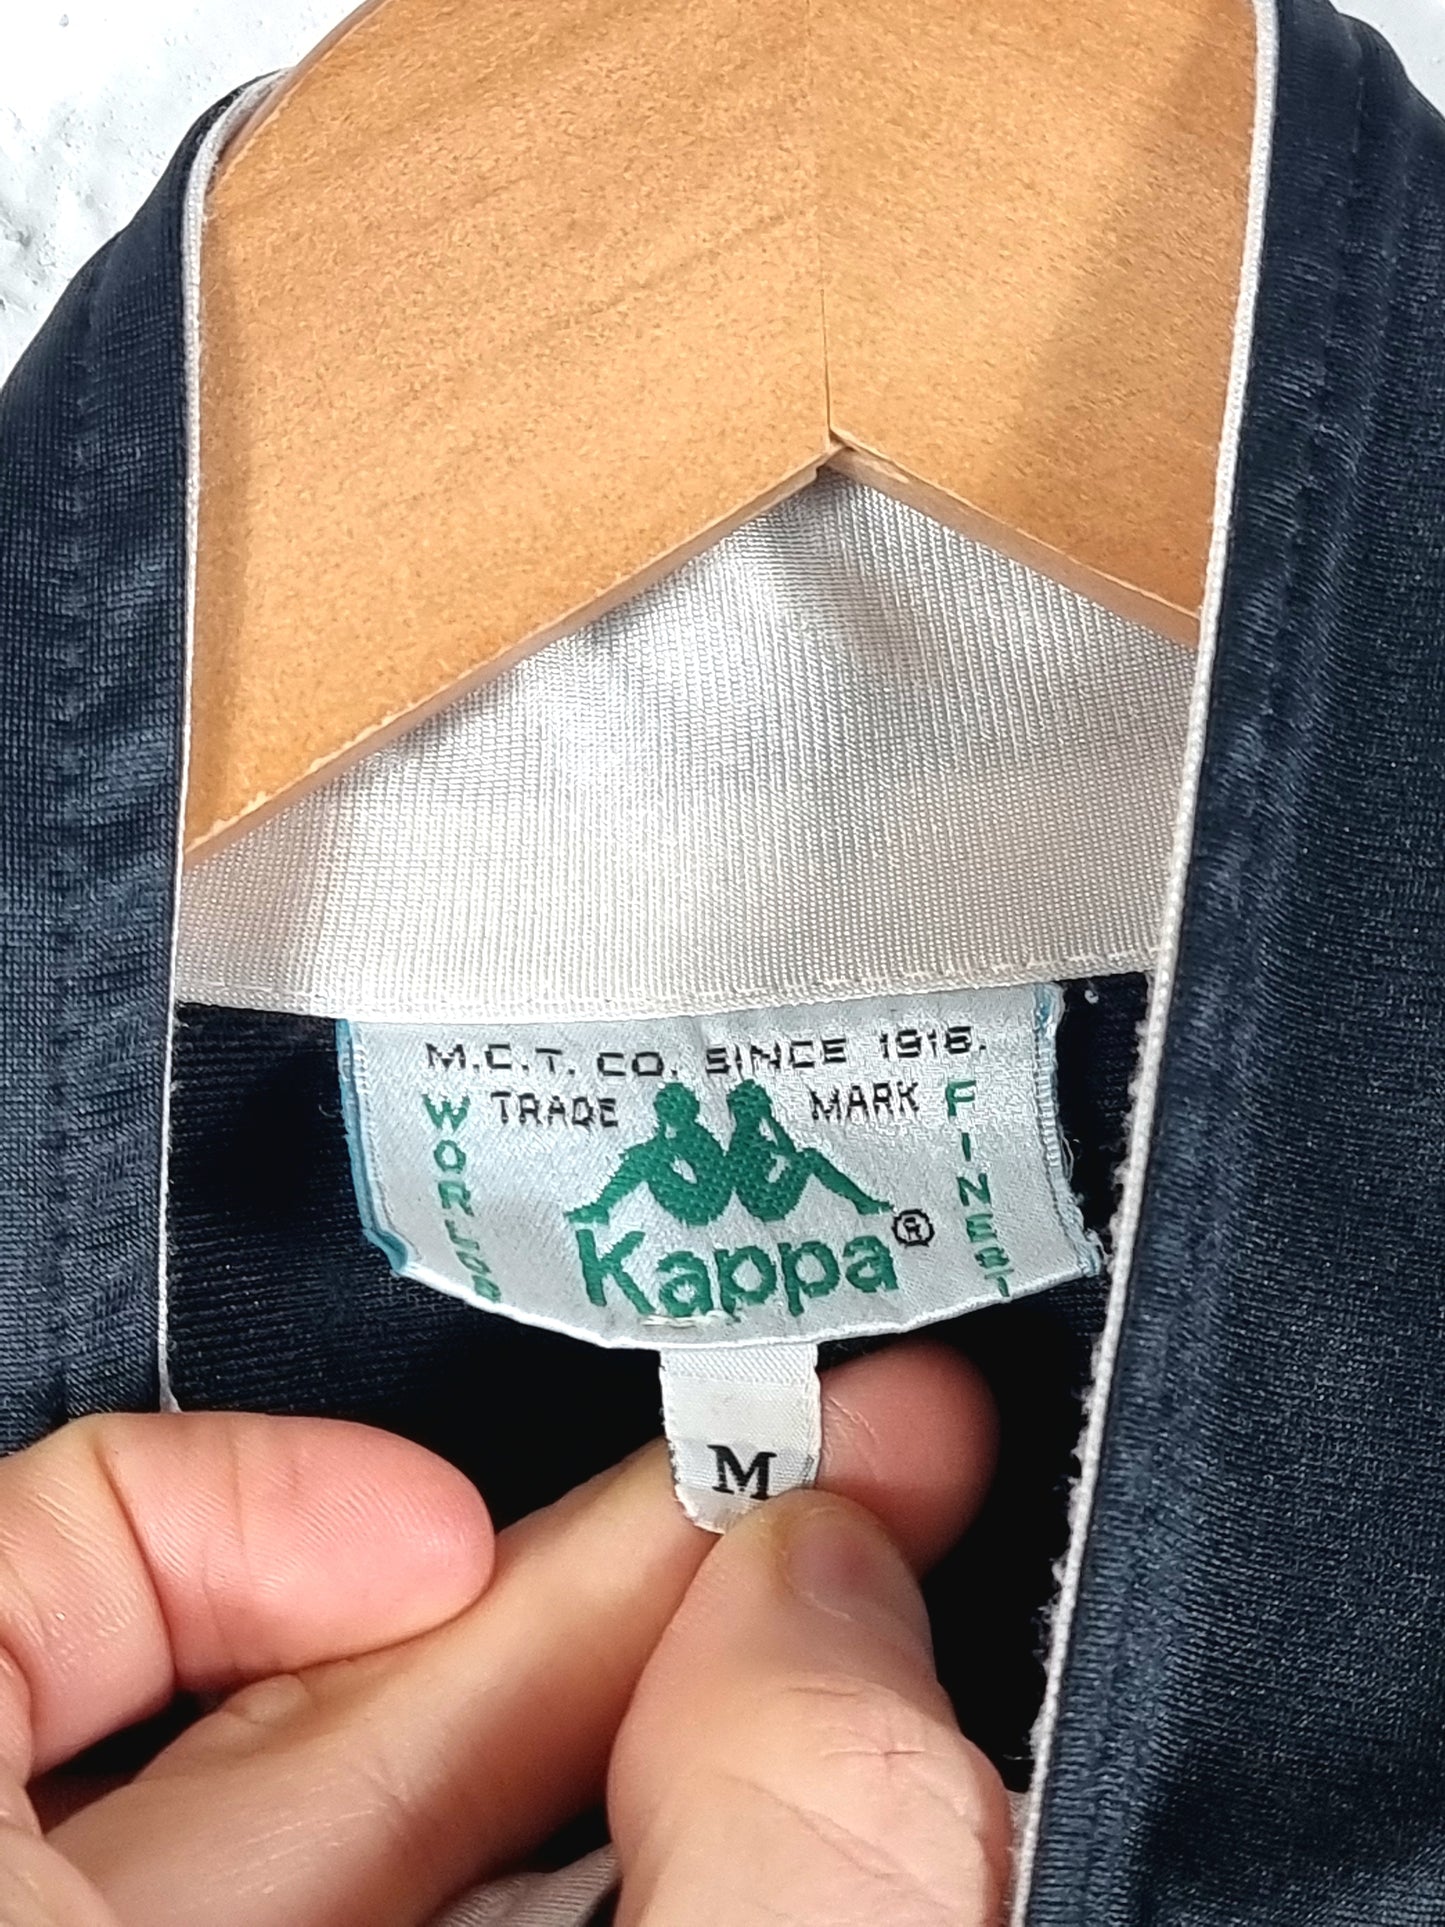 M.C.T. CO. SINCE 1916.
WORLDS TRADE MARK FINEST
Kappa®
M